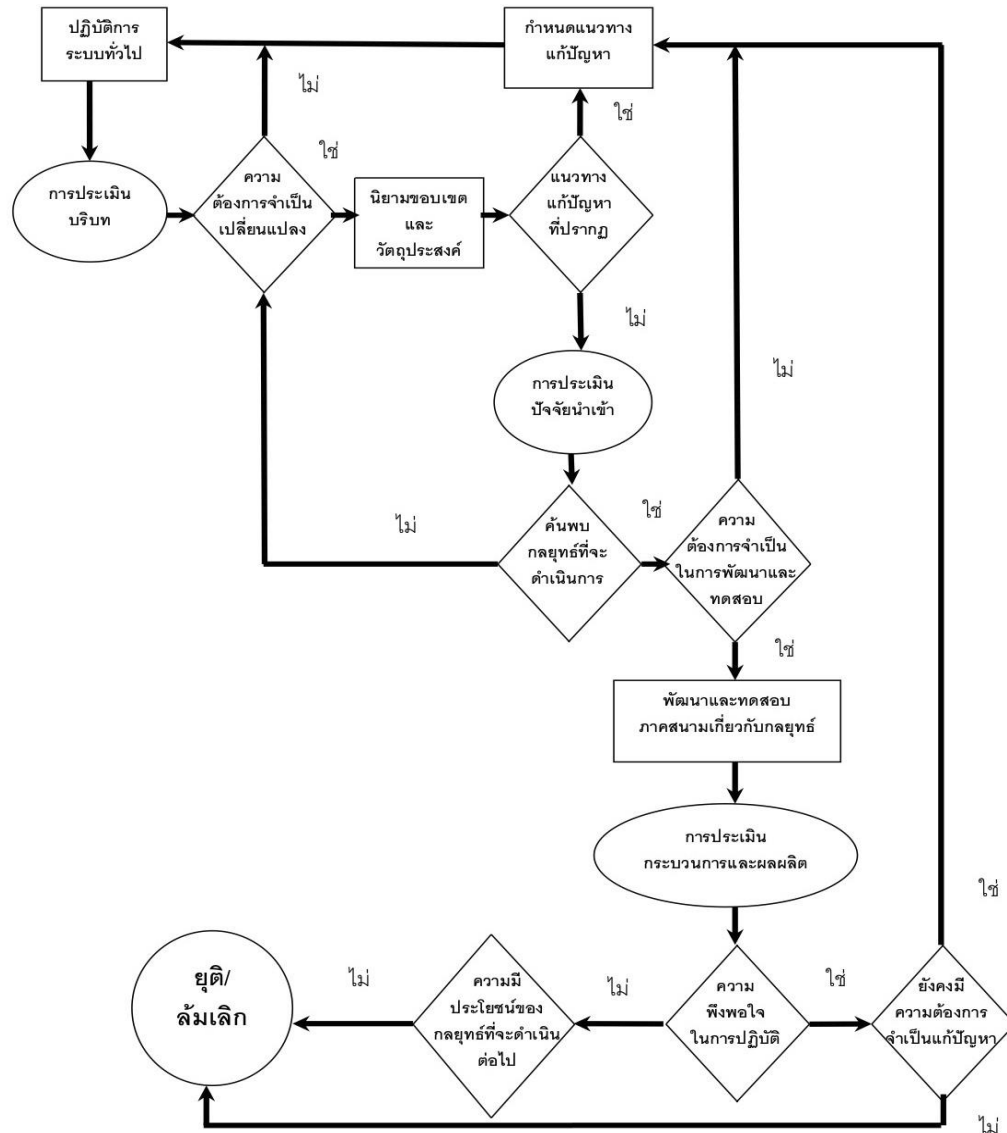 ปฏิบัติการ
ระบบทั่วไป
กำหนดแนวทาง
แก้ปัญหา
ไม่
ใช่
ใช่
การประเมิน
บริบท
ความ
ต้องการจำเป็น
เปลี่ยนแปลง
นิยามขอบเขต
และ
วัตถุประสงค์
แนวทาง
แก้ปัญหา
ที่ปรากฏ
ไม่
ไม่
การประเมิน
ปัจจัยนำเข้า
ไม่
ค้นพบ
กลยุทธ์ที่จะ
ดำเนินการ
ใช่
ความ
ต้องการจำเป็น
ในการพัฒนาและ
ทดสอบ
ใช่
พัฒนาและทดสอบ
ภาคสนามเกี่ยวกับกลยุทธ์
การประเมิน
กระบวนการและผลผลิต
ใช่
ยุติ/
ล้มเลิก
ไม่
ความมี
ประโยชน์ของ
กลยุทธ์ที่จะดำเนิน
ต่อไป
ไม่
ความ
พึงพอใจ
ในการปฏิบัติ
ใช่
ยังคงมี
ความต้องการ
จำเป็นแก้ปัญหา
ไม่